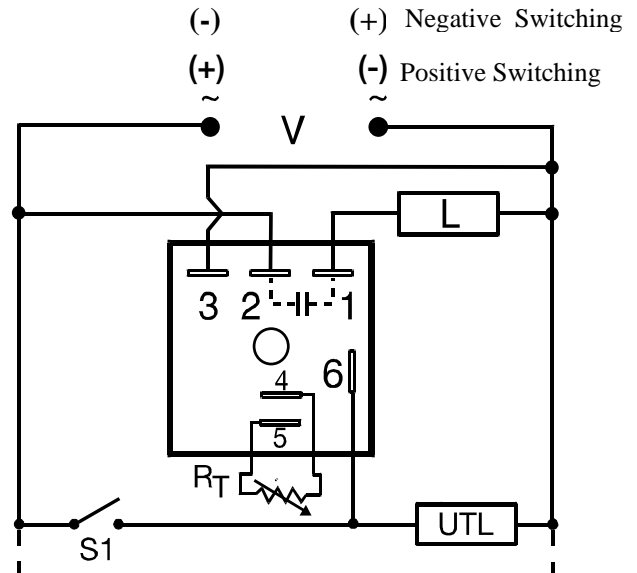 (-) (+) Negative Switching
(+) (-) Positive Switching
~ ~
V
L
3 2 1
6
4
5
RT
S1 UTL